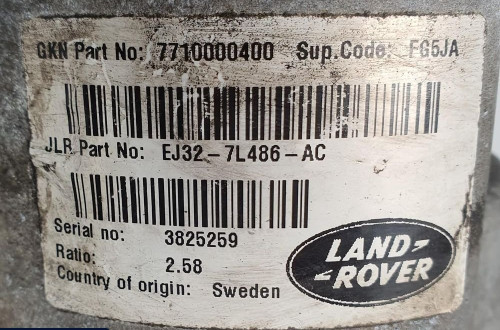 GKN Part No: 7710000400 Sup.Code: FG5JA
JLR Part No: EJ32-7L486-AC
Serial no: 3825259
Ratio: 2.58
Country of origin: Sweden
LAND-
-ROVER